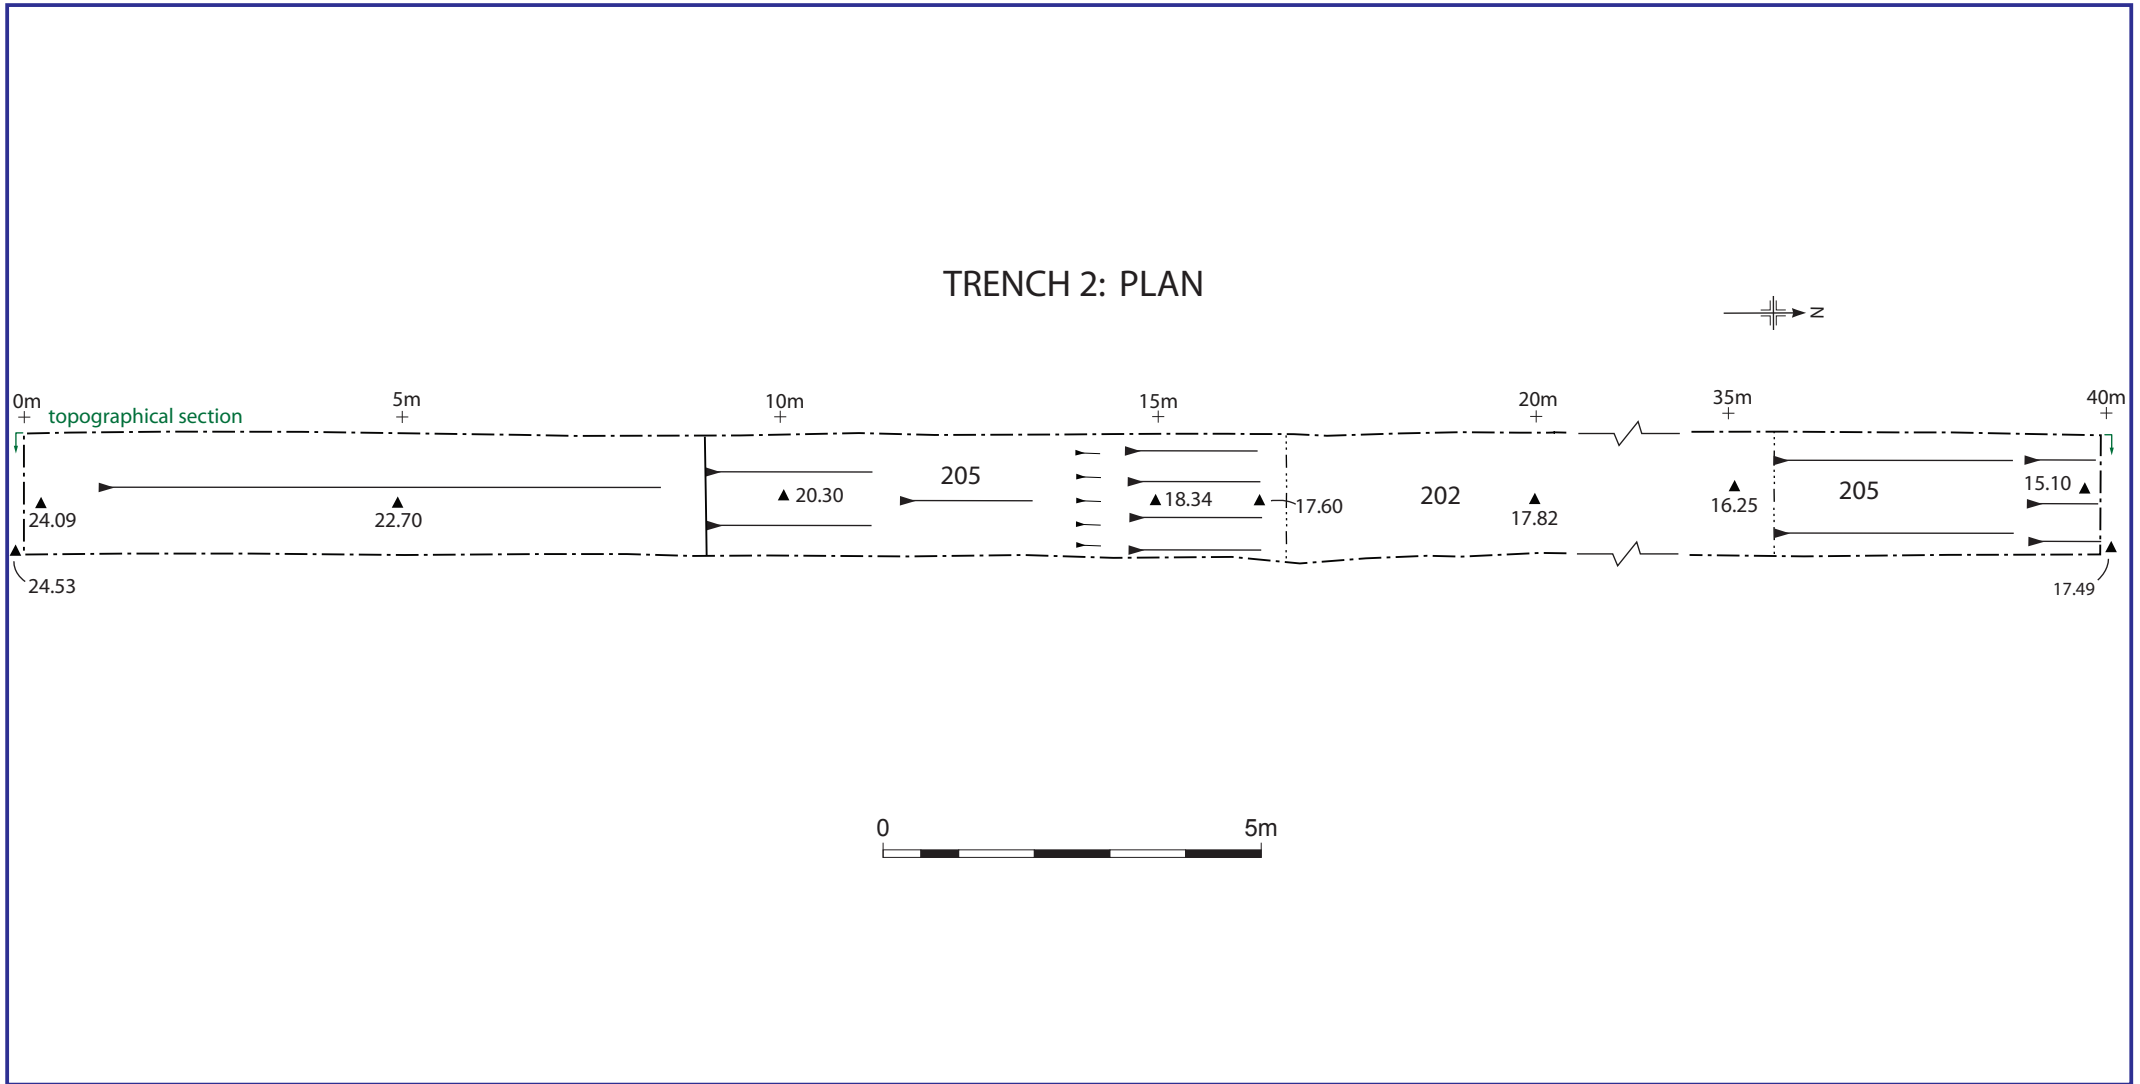 TRENCH 2: PLAN
N
0m 5m 10m 15m 20m 35m 40m
topographical section
205 205
24.09 22.70 20.30 18.34 17.60 202 17.82 16.25 15.10
24.53 17.49
0 5m